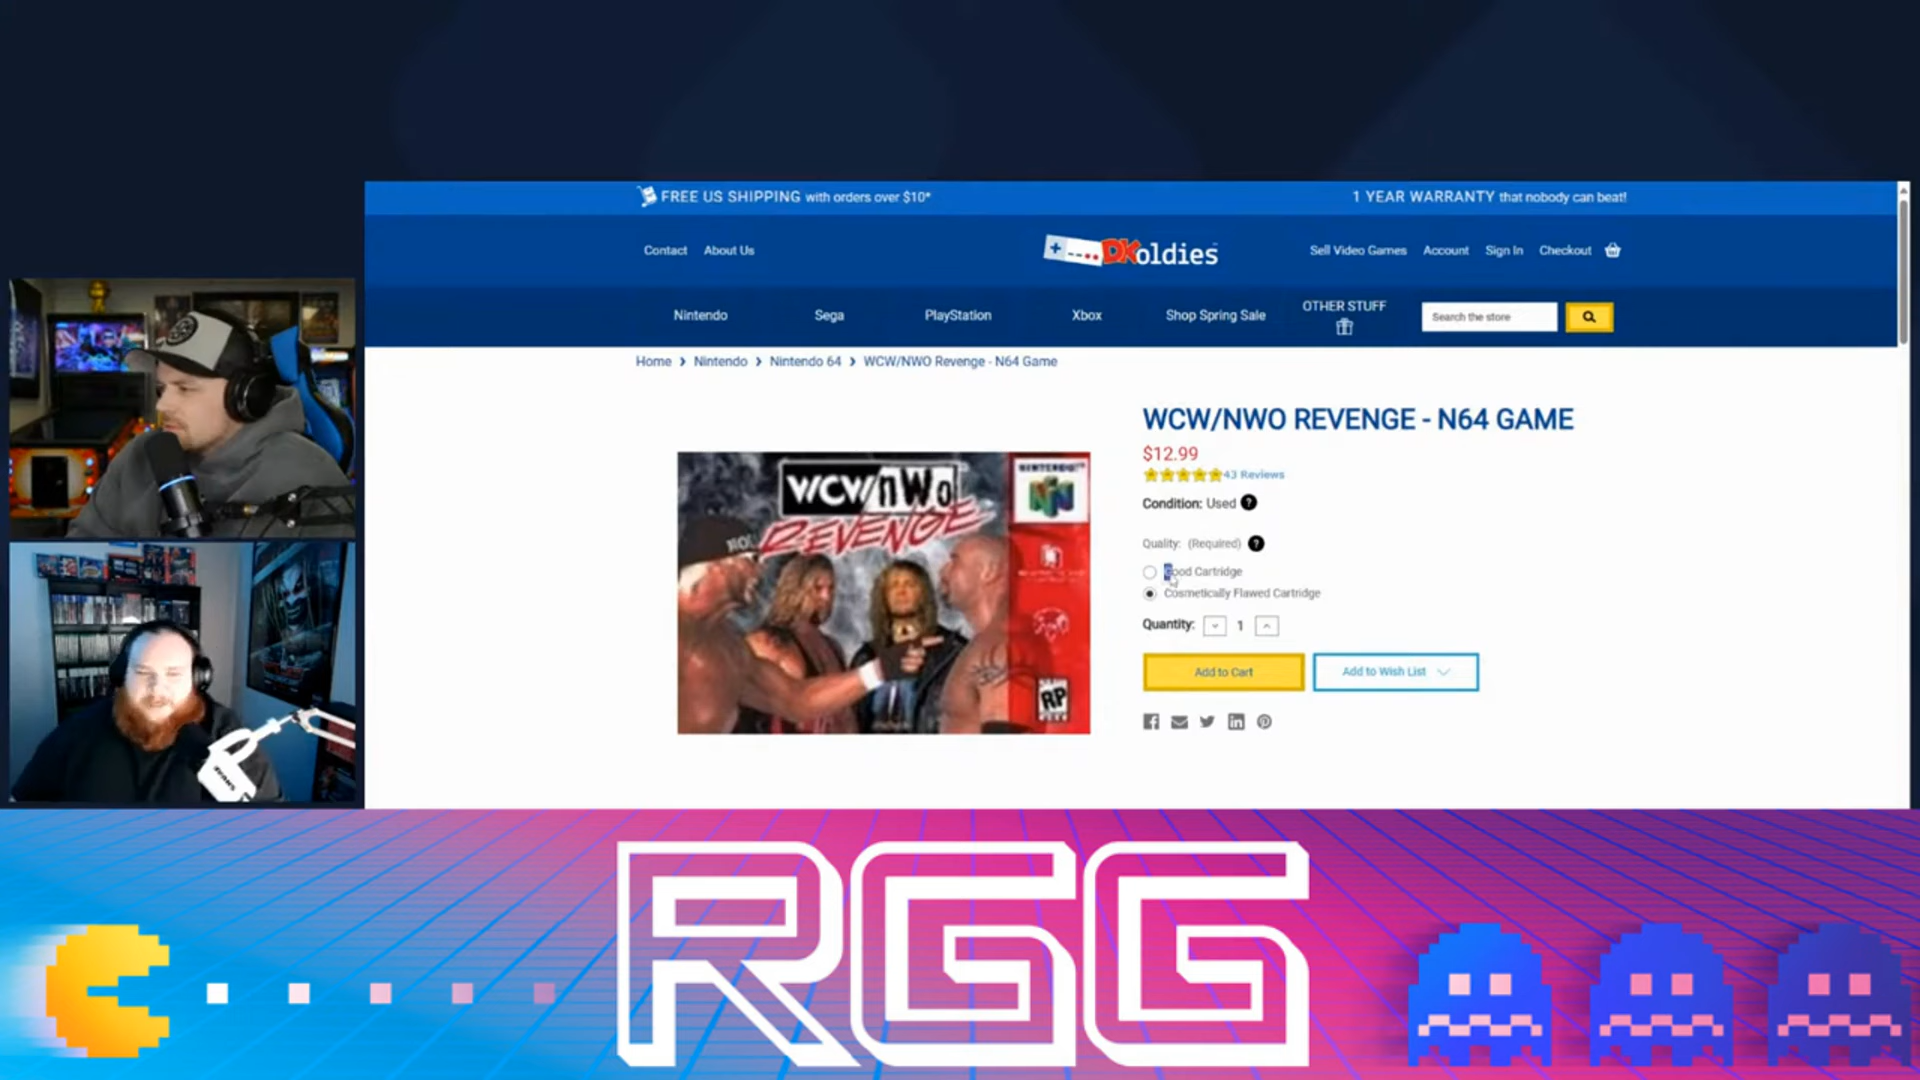 FREE US SHIPPING with orders over $10*
1 YEAR WARRANTY that nobody can beat!
Contact About Us
DKoldies
Sell Video Games Account Sign In Checkout
Nintendo Sega PlayStation Xbox Shop Spring Sale OTHER STUFF
Search the store
Home > Nintendo > Nintendo 64 > WCW/NWO Revenge - N64 Game
WCW/NWO REVENGE - N64 GAME
$12.99
43 Reviews
Condition: Used ?
Quality: (Required) ?
Good Cartridge
Cosmetically Flawed Cartridge
Quantity: 1
Add to Cart Add to Wish List
WCW/nWo
REVENGE
NINTENDO 64
N
RP
RGG